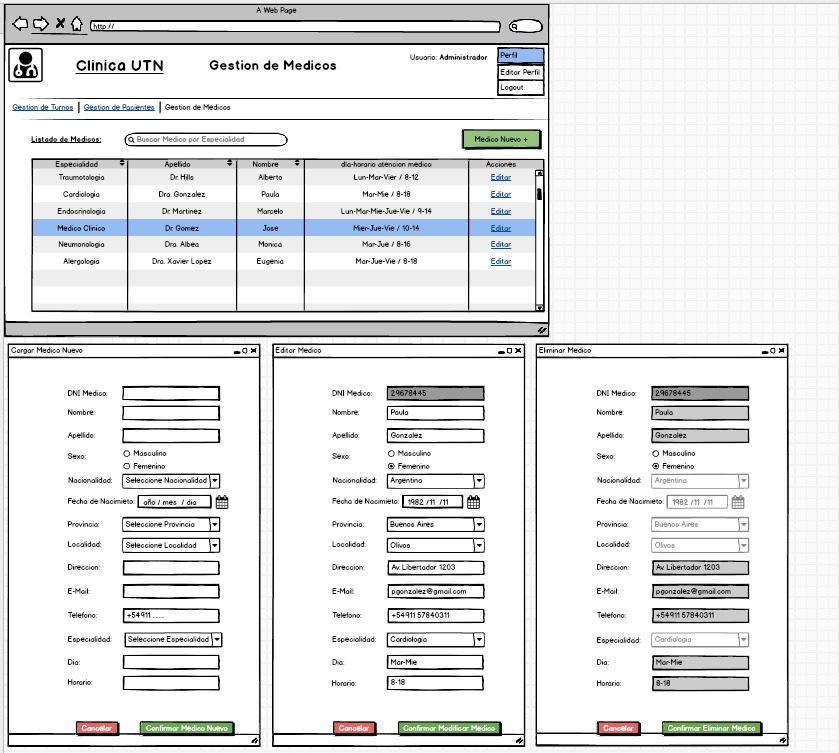 A Web Page
http://
Clinica UTN
Gestion de Medicos
Usuario: Administrador
Perfil
Editar Perfil
Logout
Gestion de Turnos | Gestion de Pacientes | Gestion de Medicos
Listado de Medicos:
Buscar Medico por Especialidad
Medico Nuevo +
Especialidad Apellido Nombre dia-horario atencion medico Acciones
Traumotologia Dr. Hills Alberto Lun-Mar-Vier / 8-12 Editar
Cardiologia Dra. Gonzalez Paula Mar-Mie / 8-18 Editar
Endocrinologia Dr. Martinez Marcelo Lun-Mar-Mie-Jue-Vie / 9-14 Editar
Medico Clinico Dr. Gomez Jose Mier-Jue-Vie / 10-14 Editar
Neumonologia Dra. Albea Monica Mar-Jue / 8-16 Editar
Alergologia Dra. Xavier Lopez Eugenia Mar-Jue-Vie / 8-18 Editar
Cargar Medico Nuevo
DNI Medico:
Nombre:
Apellido:
Sexo:
Masculino
Femenino
Nacionalidad: Seleccione Nacionalidad
Fecha de Nacimieto: año / mes / dia
Provincia: Seleccione Provincia
Localidad: Seleccione Localidad
Direccion:
E-Mail:
Telefono: +54911 .....
Especialidad: Seleccione Especialidad
Dia:
Horario:
Cancelar
Confirmar Medico Nuevo
Editar Medico
DNI Medico: 29678445
Nombre: Paula
Apellido: Gonzalez
Sexo:
Masculino
Femenino
Nacionalidad: Argentina
Fecha de Nacimieto: 1982 /11 /11
Provincia: Buenos Aires
Localidad: Olivos
Direccion: Av. Libertador 1203
E-Mail: pgonzalez@gmail.com
Telefono: +54911 57840311
Especialidad: Cardiologia
Dia: Mar-Mie
Horario: 8-18
Cancelar
Confirmar Modificar Medico
Eliminar Medico
DNI Medico: 29678445
Nombre: Paula
Apellido: Gonzalez
Sexo:
Masculino
Femenino
Nacionalidad: Argentina
Fecha de Nacimieto: 1982 /11 /11
Provincia: Buenos Aires
Localidad: Olivos
Direccion: Av. Libertador 1203
E-Mail: pgonzalez@gmail.com
Telefono: +54911 57840311
Especialidad: Cardiologia
Dia: Mar-Mie
Horario: 8-18
Cancelar
Confirmar Eliminar Medico